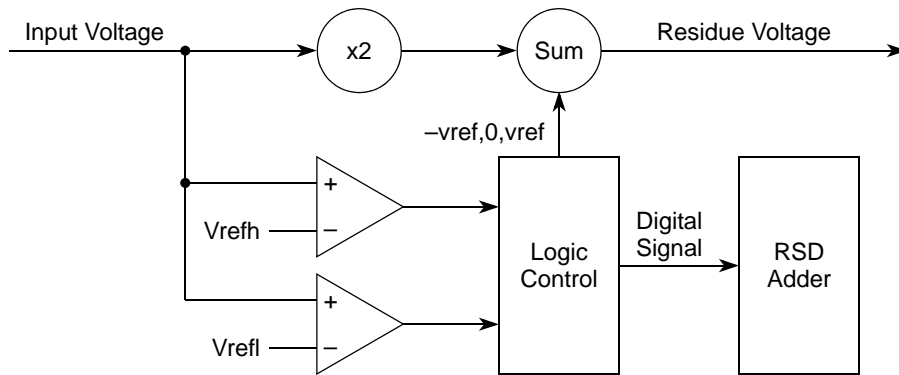 Input Voltage
x2
Sum
Residue Voltage
–vref,0,vref
+
Vrefh
–
Logic
Control
Digital
Signal
RSD
Adder
+
Vrefl
–